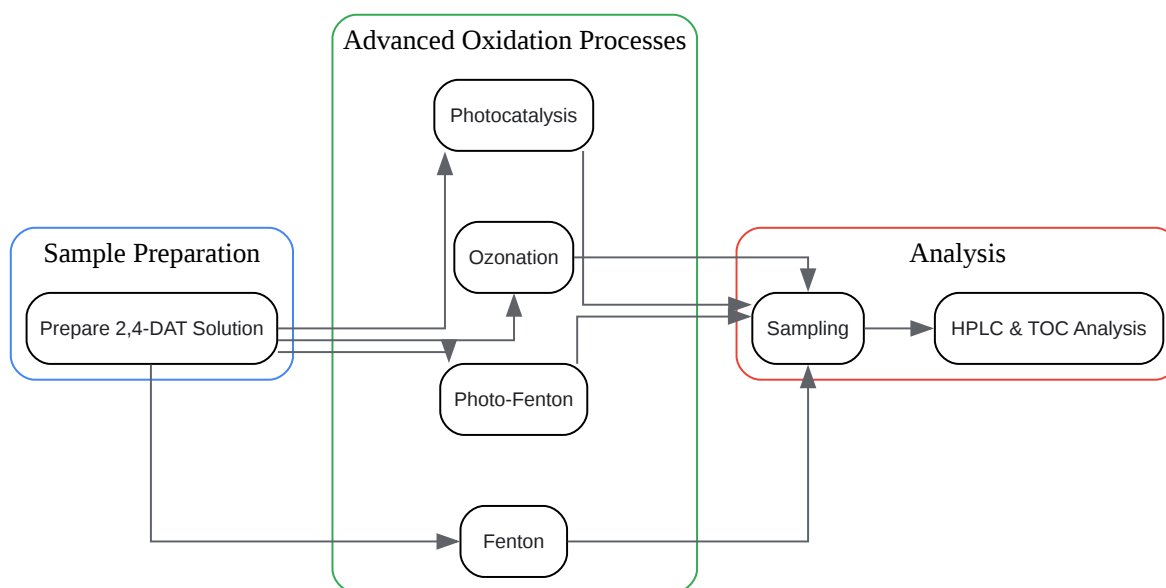 Advanced Oxidation Processes
Photocatalysis
Sample Preparation
Ozonation
Analysis
Prepare 2,4-DAT Solution
Sampling
HPLC & TOC Analysis
Photo-Fenton
Fenton